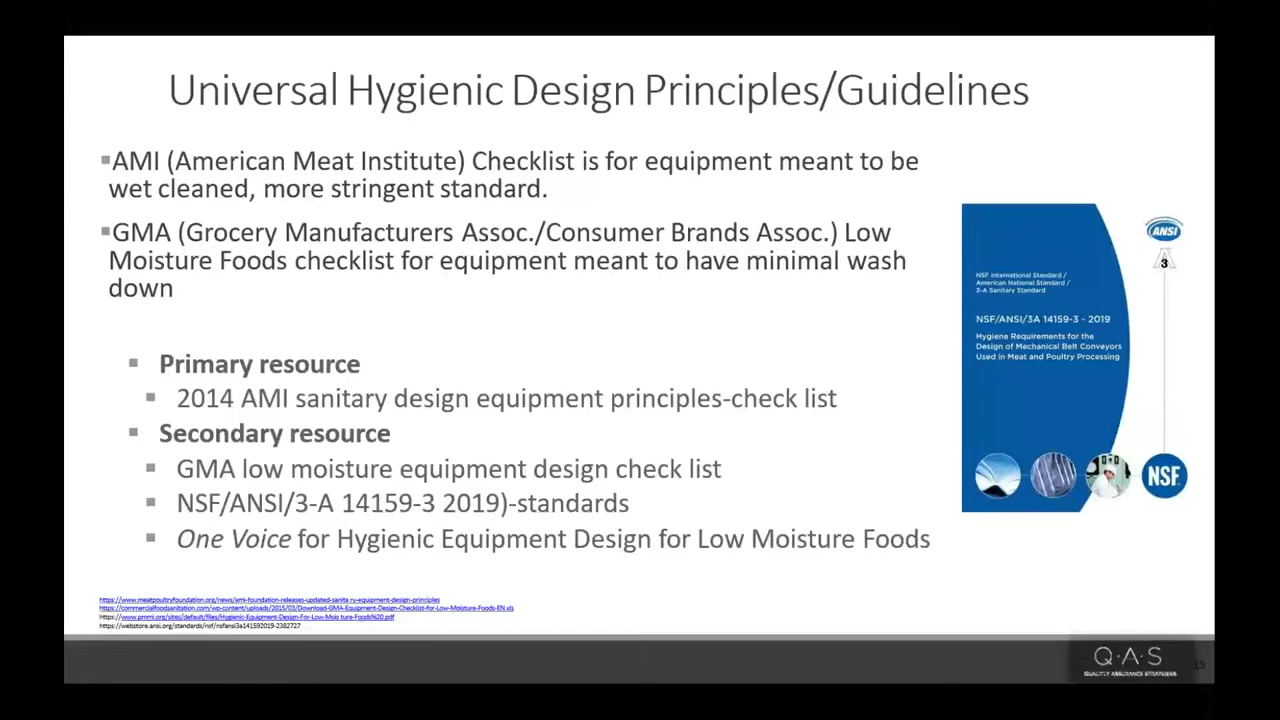 Universal Hygienic Design Principles/Guidelines
▪AMI (American Meat Institute) Checklist is for equipment meant to be
wet cleaned, more stringent standard.
▪GMA (Grocery Manufacturers Assoc./Consumer Brands Assoc.) Low
Moisture Foods checklist for equipment meant to have minimal wash
down
▪ Primary resource
▪ 2014 AMI sanitary design equipment principles-check list
▪ Secondary resource
▪ GMA low moisture equipment design check list
▪ NSF/ANSI/3-A 14159-3 2019)-standards
▪ One Voice for Hygienic Equipment Design for Low Moisture Foods
ANSI
3
NSF International Standard /
American National Standard /
3-A Sanitary Standard
NSF/ANSI/3A 14159-3 - 2019
Hygiene Requirements for the
Design of Mechanical Belt Conveyors
Used in Meat and Poultry Processing
NSF
https://www.meatpoultryfoundation.org/news/ami-foundation-releases-updated-sanita ry-equipment-design-principles
https://commercialfoodsanitation.com/wp-content/uploads/2015/03/Download-GMA-Equipment-Design-Checklist-for-Low-Moisture-Foods-EN.xls
https://www.pmmi.org/sites/default/files/Hygienic-Equipment-Design-For-Low-Mois ture-Foods%20.pdf
https://webstore.ansi.org/standards/nsf/nsfansi3a141592019-2382727
Q·A·S
QUALITY ASSURANCE STRATEGIES
15